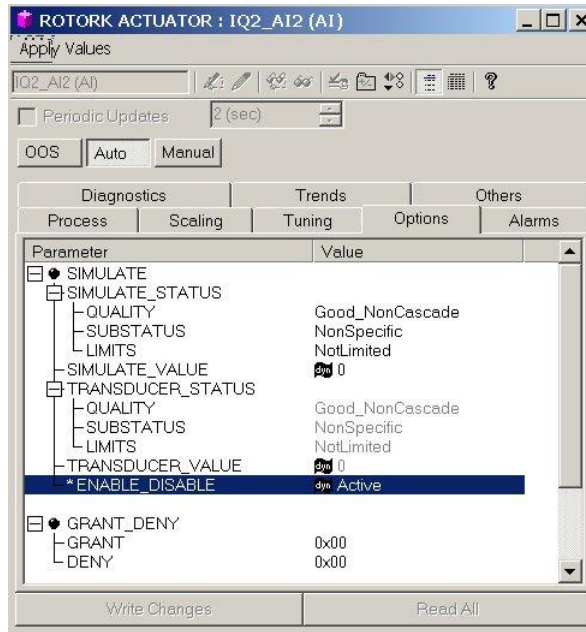 ROTORK ACTUATOR : IQ2_AI2 (AI)
Apply Values
IQ2_AI2 (AI)
Periodic Updates 2 (sec)
OOS Auto Manual
Diagnostics Trends Others
Process Scaling Tuning Options Alarms
Parameter Value
SIMULATE
SIMULATE_STATUS
QUALITY Good_NonCascade
SUBSTATUS NonSpecific
LIMITS NotLimited
SIMULATE_VALUE dyn 0
TRANSDUCER_STATUS
QUALITY Good_NonCascade
SUBSTATUS NonSpecific
LIMITS NotLimited
TRANSDUCER_VALUE dyn 0
*ENABLE_DISABLE dyn Active
GRANT_DENY
GRANT 0x00
DENY 0x00
Write Changes Read All